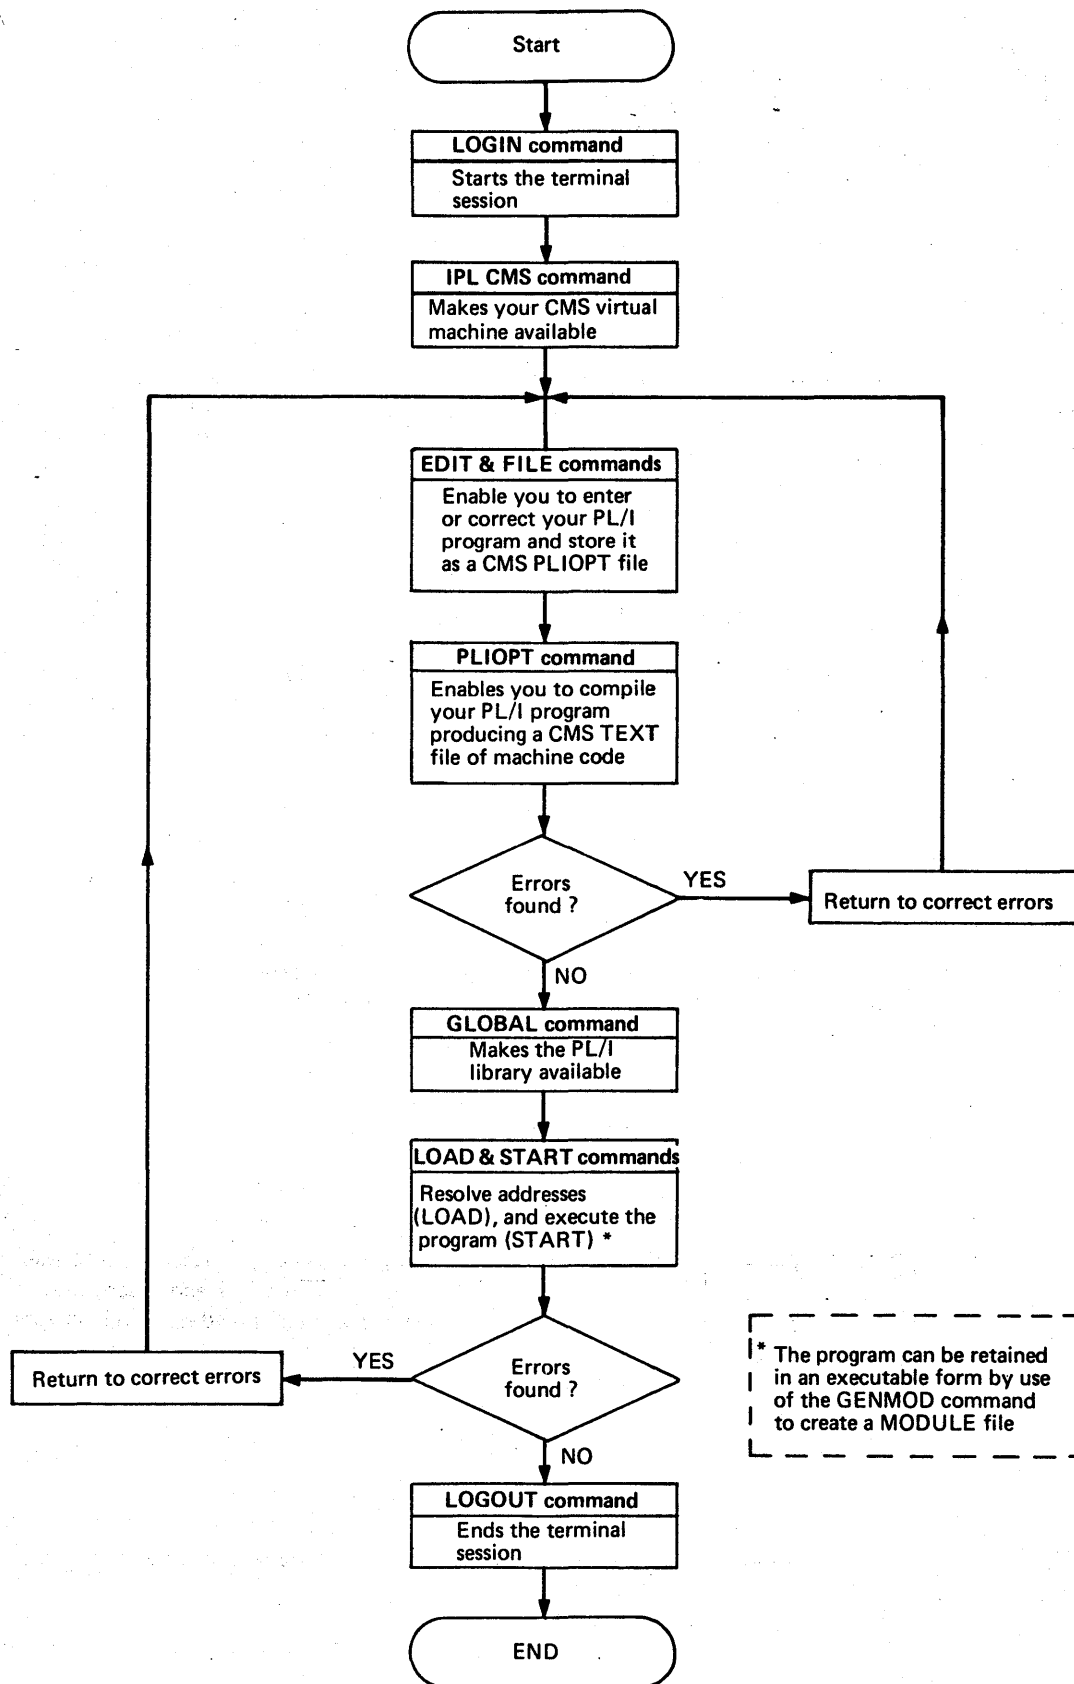 Start
LOGIN command
Starts the terminal
session
IPL CMS command
Makes your CMS virtual
machine available
EDIT & FILE commands
Enable you to enter
or correct your PL/I
program and store it
as a CMS PLIOPT file
PLIOPT command
Enables you to compile
your PL/I program
producing a CMS TEXT
file of machine code
Errors
found ?
YES
Return to correct errors
NO
GLOBAL command
Makes the PL/I
library available
LOAD & START commands
Resolve addresses
(LOAD), and execute the
program (START) *
Errors
found ?
YES
Return to correct errors
NO
* The program can be retained
in an executable form by use
of the GENMOD command
to create a MODULE file
LOGOUT command
Ends the terminal
session
END